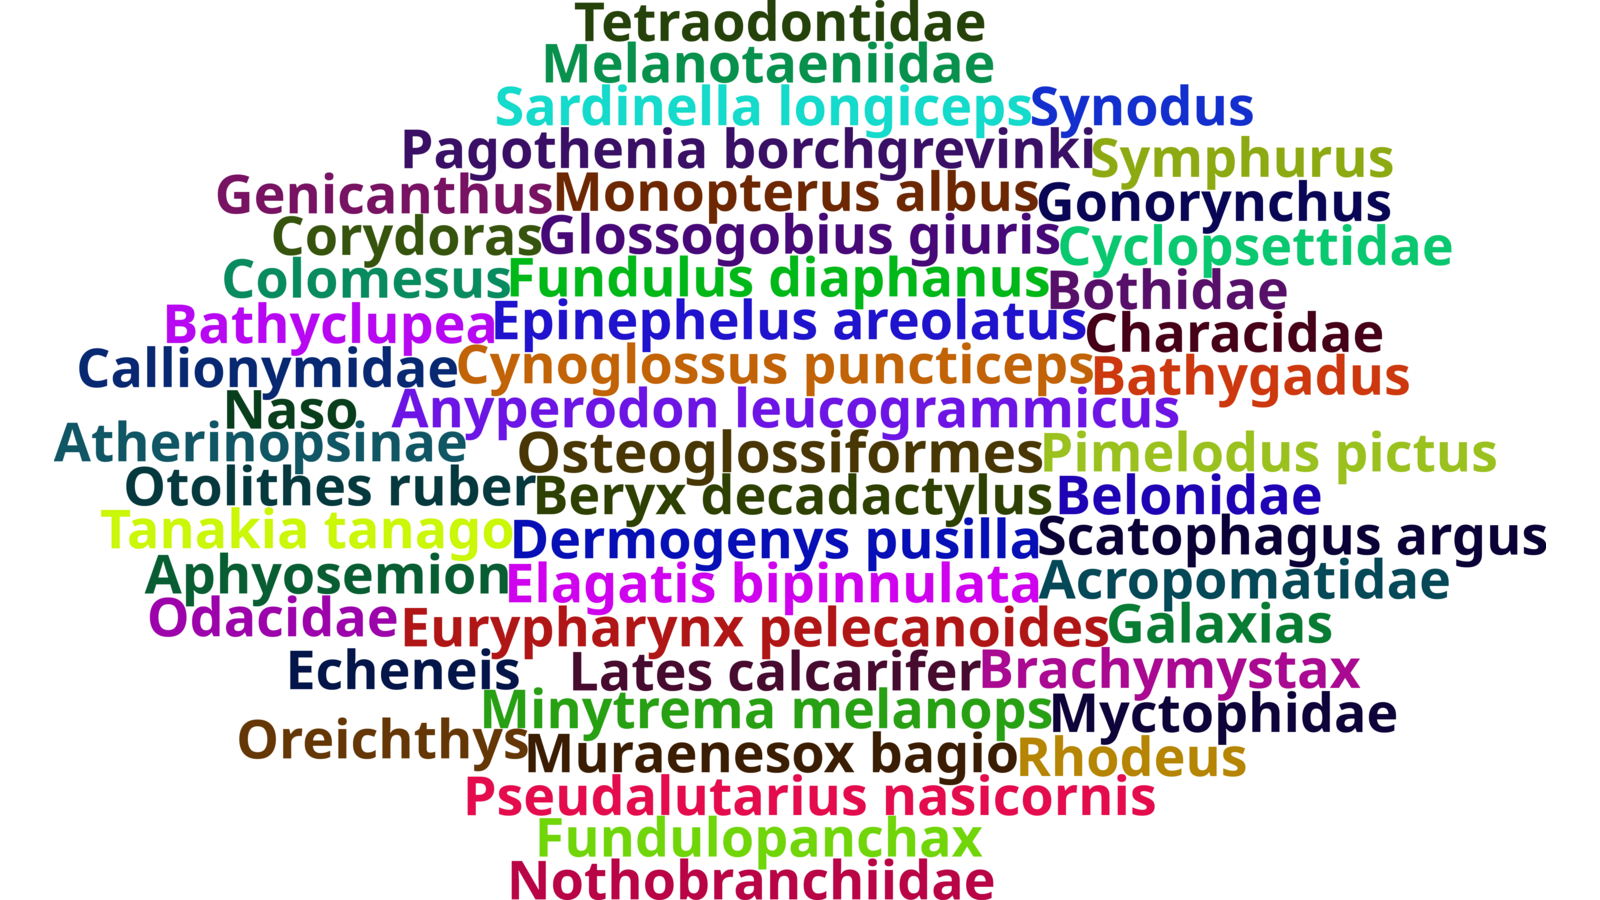 Tetraodontidae
Melanotaeniidae
Sardinella longiceps Synodus
Pagothenia borchgrevinki Symphurus
Genicanthus Monopterus albus Gonorynchus
Corydoras Glossogobius giuris Cyclopsettidae
Colomesus Fundulus diaphanus Bothidae
Bathyclupea Epinephelus areolatus Characidae
Callionymidae Cynoglossus puncticeps Bathygadus
Naso Anyperodon leucogrammicus
Atherinopsinae Osteoglossiformes Pimelodus pictus
Otolithes ruber Beryx decadactylus Belonidae
Tanakia tanago Dermogenys pusilla Scatophagus argus
Aphyosemion Elagatis bipinnulata Acropomatidae
Odacidae Eurypharynx pelecanoides Galaxias
Echeneis Lates calcarifer Brachymystax
Minytrema melanops Myctophidae
Oreichthys Muraenesox bagio Rhodeus
Pseudalutarius nasicornis
Fundulopanchax
Nothobranchiidae